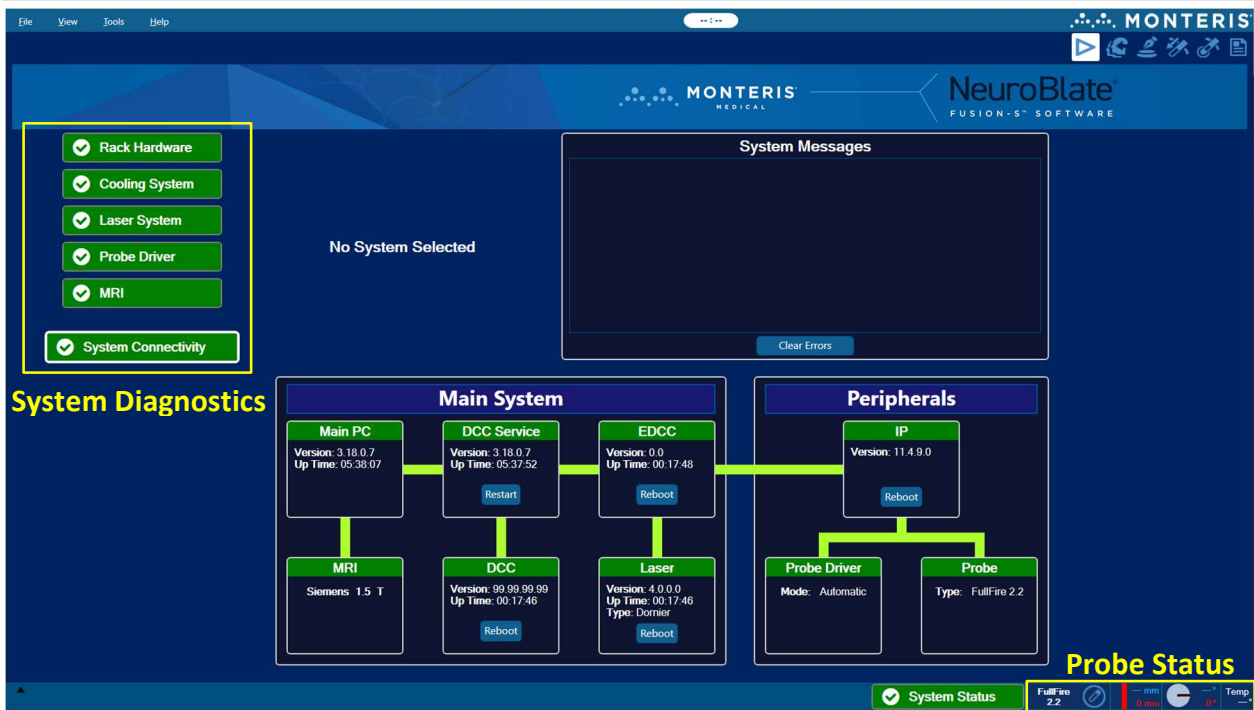 File View Tools Help
--:--
MONTERIS
MONTERIS
MEDICAL
NeuroBlate®
FUSION-S™ SOFTWARE
Rack Hardware
Cooling System
Laser System
Probe Driver
MRI
System Connectivity
System Diagnostics
No System Selected
System Messages
Clear Errors
Main System
Main PC
Version: 3.18.0.7
Up Time: 05:38:07
DCC Service
Version: 3.18.0.7
Up Time: 05:37:52
Restart
EDCC
Version: 0.0
Up Time: 00:17:48
Reboot
MRI
Siemens 1.5 T
DCC
Version: 99.99.99.99
Up Time: 00:17:46
Reboot
Laser
Version: 4.0.0.0
Up Time: 00:17:46
Type: Dornier
Reboot
Peripherals
IP
Version: 11.4.9.0
Reboot
Probe Driver
Mode: Automatic
Probe
Type: FullFire 2.2
Probe Status
System Status
FullFire
2.2
--- mm
0 mm
---°
0°
Temp
---°